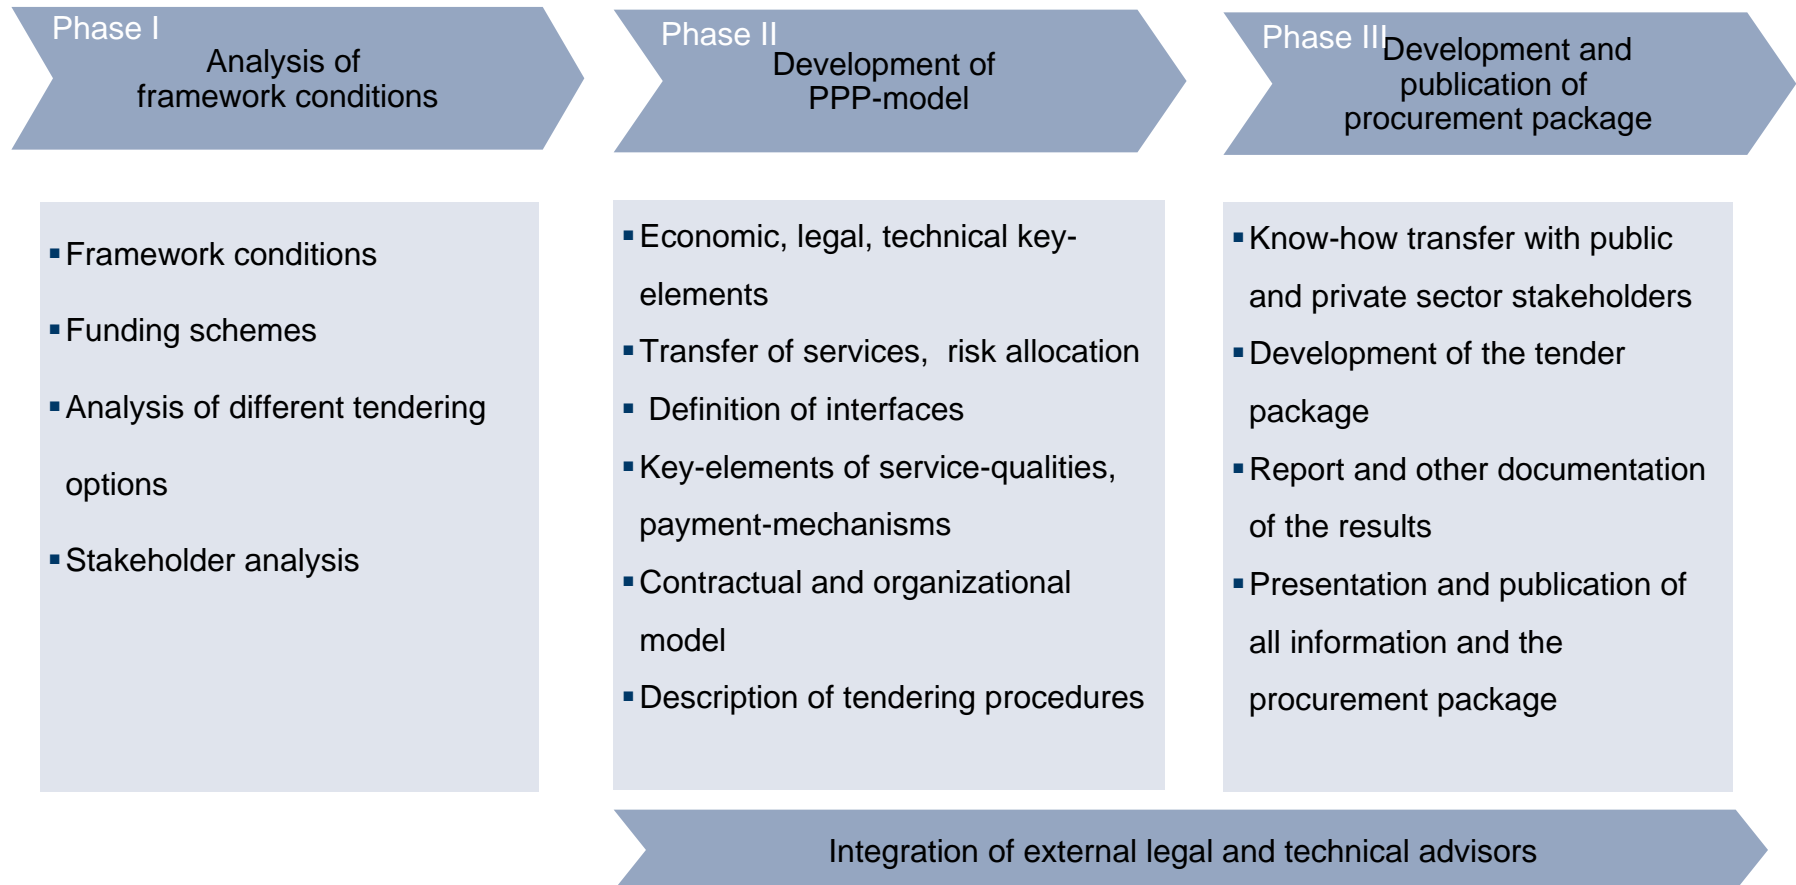 Phase I
Analysis of
framework conditions
▪Framework conditions
▪Funding schemes
▪Analysis of different tendering
options
▪Stakeholder analysis
Phase II
Development of
PPP-model
▪Economic, legal, technical key-
elements
▪Transfer of services,  risk allocation
▪ Definition of interfaces
▪Key-elements of service-qualities,
payment-mechanisms
▪Contractual and organizational
model
▪Description of tendering procedures
Phase III
Development and
publication of
procurement package
▪Know-how transfer with public
and private sector stakeholders
▪Development of the tender
package
▪Report and other documentation
of the results
▪Presentation and publication of
all information and the
procurement package
Integration of external legal and technical advisors